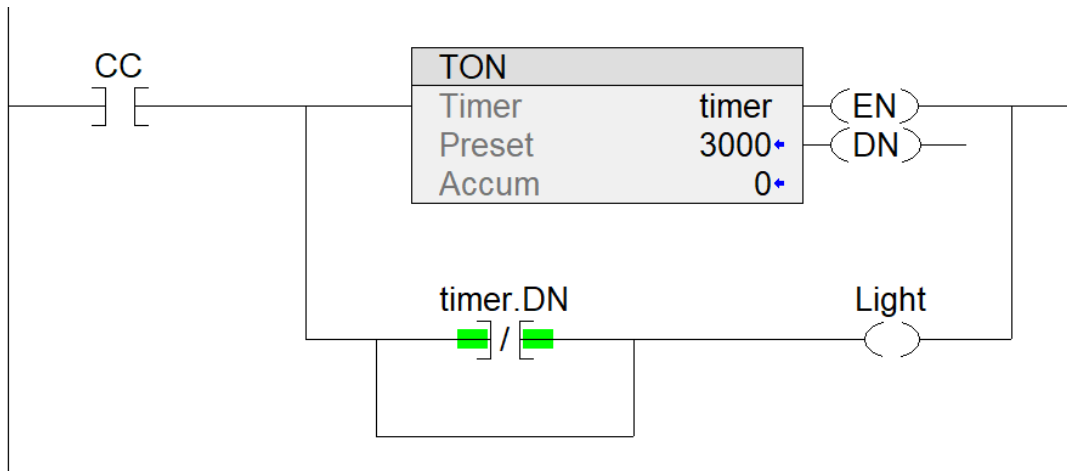 CC
TON
Timer timer
Preset 3000
Accum 0
EN
DN
timer.DN
/
Light